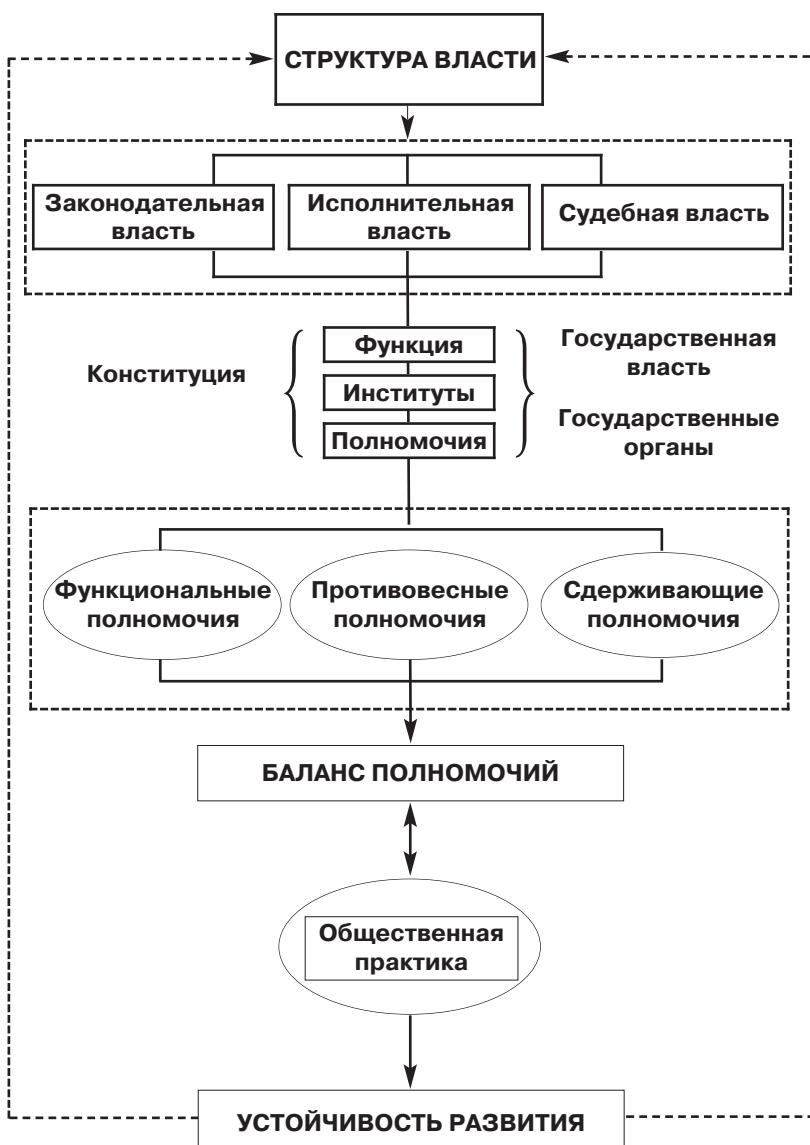 СТРУКТУРА ВЛАСТИ
Законодательная
власть
Исполнительная
власть
Судебная власть
Конституция
Функция
Институты
Полномочия
Государственная
власть
Государственные
органы
Функциональные
полномочия
Противовесные
полномочия
Сдерживающие
полномочия
БАЛАНС ПОЛНОМОЧИЙ
Общественная
практика
УСТОЙЧИВОСТЬ РАЗВИТИЯ